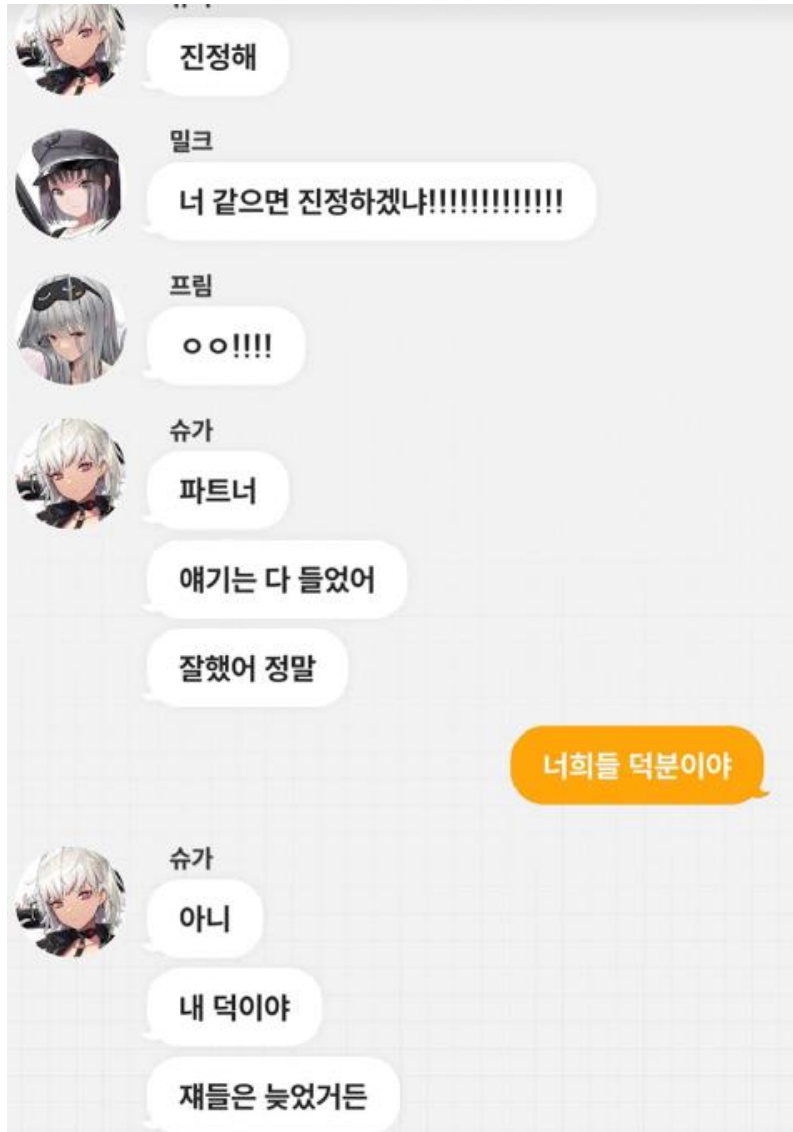 진정해
밀크
너 같으면 진정하겠냐!!!!!!!!!!!!!
프림
ㅇㅇ!!!!
슈가
파트너
얘기는 다 들었어
잘했어 정말
너희들 덕분이야
슈가
아니
내 덕이야
쟤들은 늦었거든